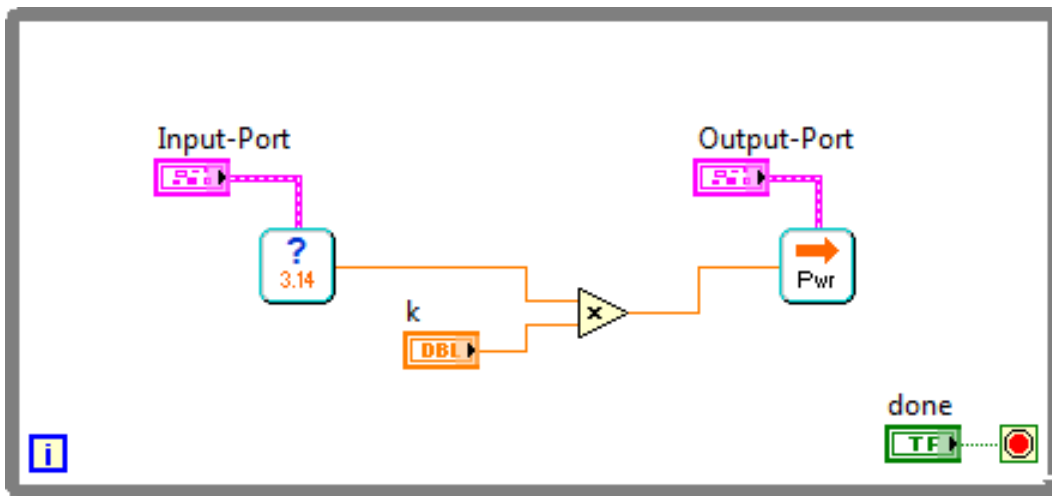 Input-Port
Output-Port
?
3.14
Pwr
k
DBL
x
done
TF
i